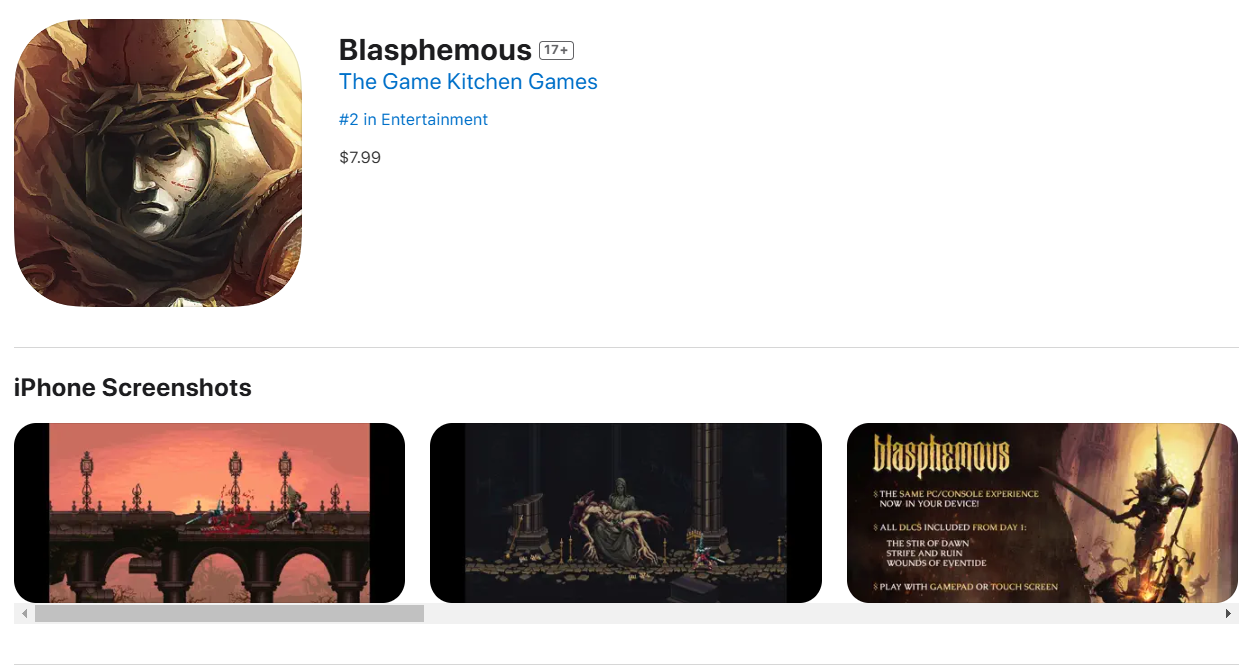 Blasphemous 17+
The Game Kitchen Games
#2 in Entertainment
$7.99
iPhone Screenshots
blasphemous
§ THE SAME PC/CONSOLE EXPERIENCE
NOW IN YOUR DEVICE!
§ ALL DLCS INCLUDED FROM DAY 1:
THE STIR OF DAWN
STRIFE AND RUIN
WOUNDS OF EVENTIDE
§ PLAY WITH GAMEPAD OR TOUCH SCREEN